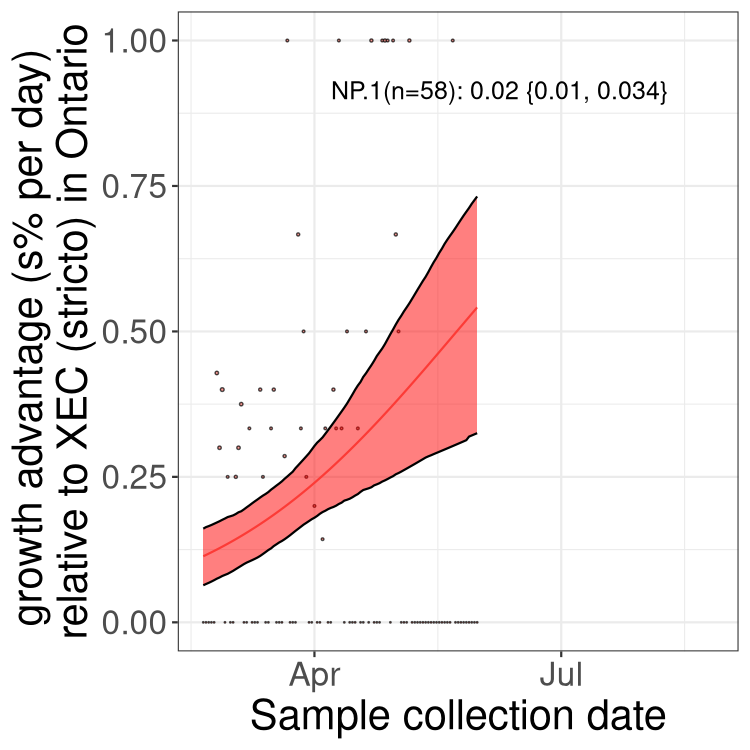 growth advantage (s% per day)
relative to XEC (stricto) in Ontario
1.00
0.75
0.50
0.25
0.00
NP.1(n=58): 0.02 {0.01, 0.034}
Apr
Jul
Sample collection date